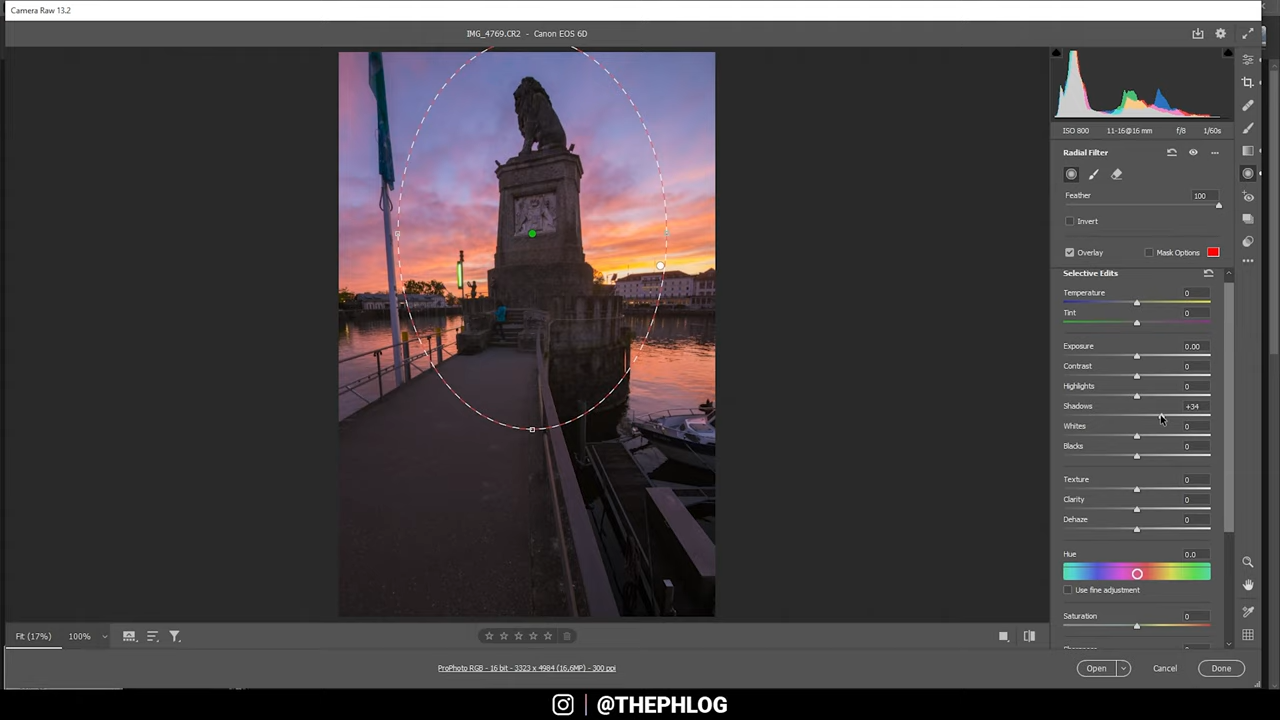 Camera Raw 13.2
IMG_4769.CR2 - Canon EOS 6D
ISO 800 11-16@16 mm f/8 1/60s
Radial Filter
Feather 100
Invert
Overlay Mask Options
Selective Edits
Temperature 0
Tint 0
Exposure 0.00
Contrast 0
Highlights 0
Shadows +34
Whites 0
Blacks 0
Texture 0
Clarity 0
Dehaze 0
Hue 0.0
Use fine adjustment
Saturation 0
Fit (17%) 100%
ProPhoto RGB - 16 bit - 3323 x 4984 (16,6MP) - 300 ppi
Open Cancel Done
@THEPHLOG